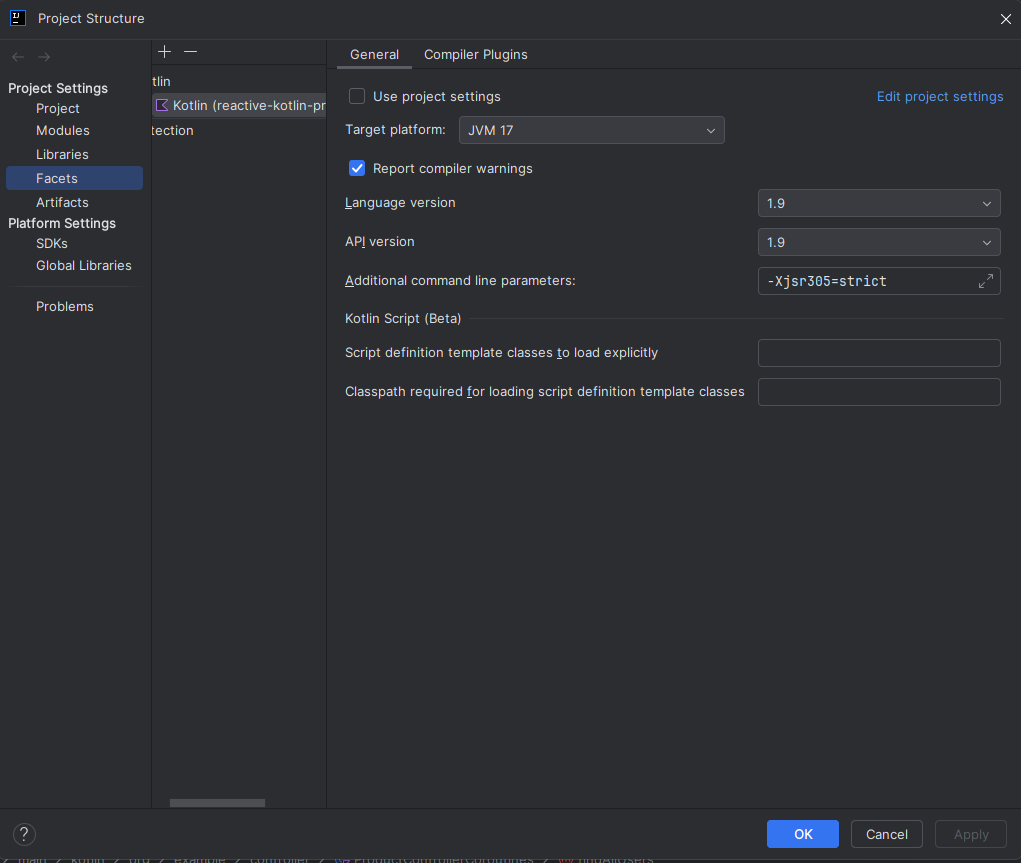 Project Structure
Project Settings
Project
Modules
Libraries
Facets
Artifacts
Platform Settings
SDKs
Global Libraries
Problems
tlin
Kotlin (reactive-kotlin-pr
tection
General Compiler Plugins
Use project settings Edit project settings
Target platform: JVM 17
Report compiler warnings
Language version 1.9
API version 1.9
Additional command line parameters: -Xjsr305=strict
Kotlin Script (Beta)
Script definition template classes to load explicitly
Classpath required for loading script definition template classes
? OK Cancel Apply